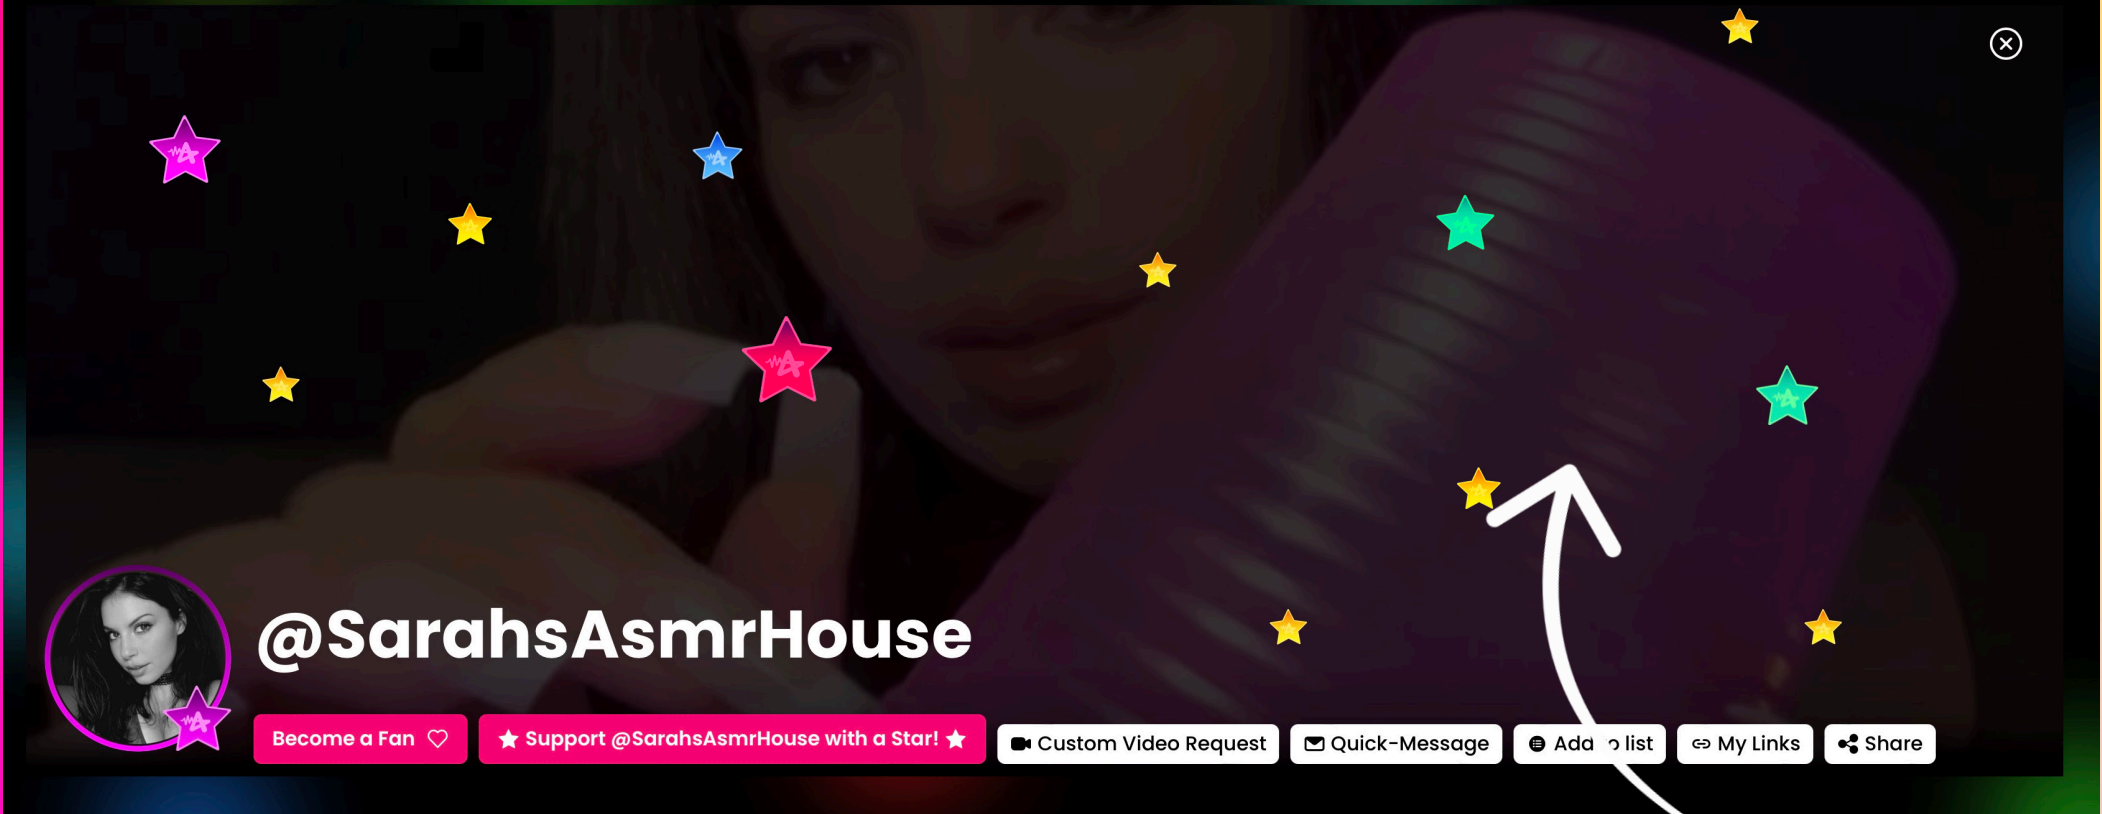 @SarahsAsmrHouse
Become a Fan
Support @SarahsAsmrHouse with a Star!
Custom Video Request
Quick-Message
Add o list
My Links
Share